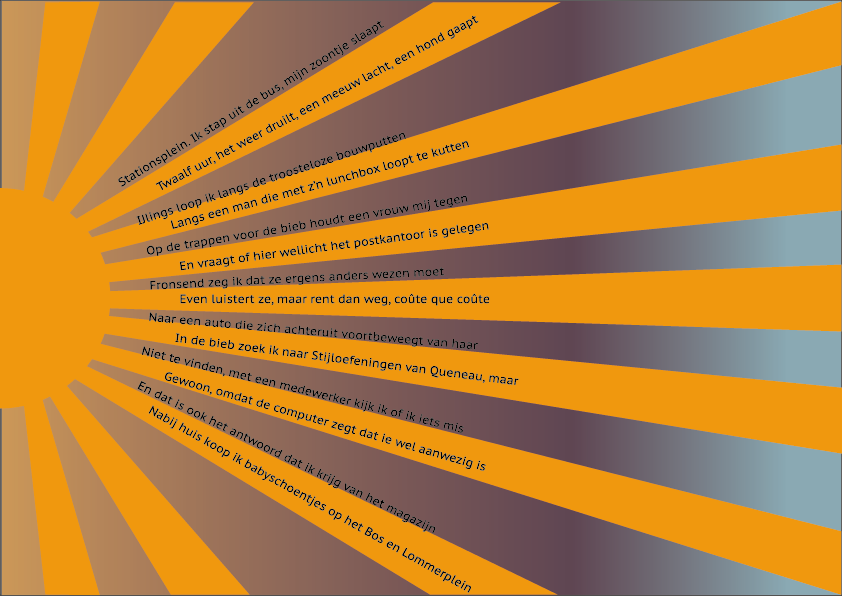 Stationsplein. Ik stap uit de bus, mijn zoontje slaapt
Twaalf uur, het weer druilt, een meeuw lacht, een hond gaapt
IJlings loop ik langs de troosteloze bouwputten
Langs een man die met z'n lunchbox loopt te kutten
Op de trappen voor de bieb houdt een vrouw mij tegen
En vraagt of hier wellicht het postkantoor is gelegen
Fronsend zeg ik dat ze ergens anders wezen moet
Even luistert ze, maar rent dan weg, coûte que coûte
Naar een auto die zich achteruit voortbeweegt van haar
In de bieb zoek ik naar Stijloefeningen van Queneau, maar
Niet te vinden, met een medewerker kijk ik of ik iets mis
Gewoon, omdat de computer zegt dat ie wel aanwezig is
En dat is ook het antwoord dat ik krijg van het magazijn
Nabij huis koop ik babyschoentjes op het Bos en Lommerplein